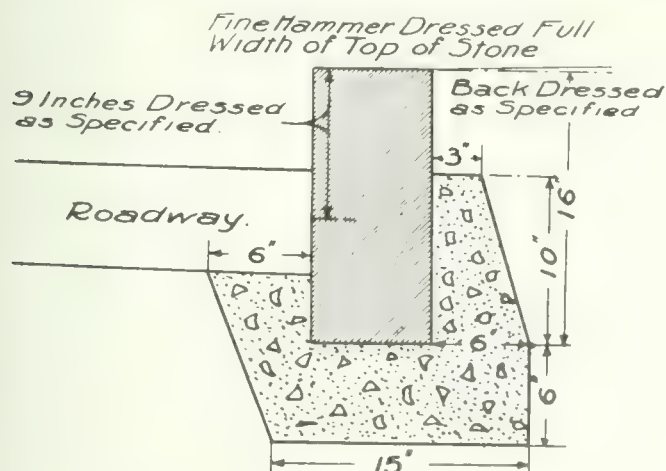 Fine Hammer Dressed Full
Width of Top of Stone
9 Inches Dressed
as Specified.
Back Dressed
as Specified
3"
Roadway.
6"
16"
10"
6"
6"
15"